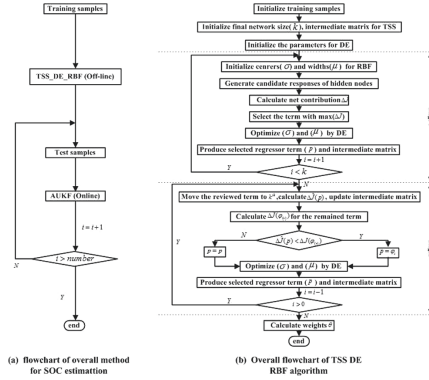 Training samples
TSS_DE_RBF (Off-line)
Test samples
AUKF (Online)
i = i+1
N
i > number
Y
end
(a) flowchart of overall method
for SOC estimattion
Initialize training samples
Initialize final network size(k), intermediate matrix for TSS
Initialize the parameters for DE
Initialize cenrers(σ) and widths(μ) for RBF
Generate candidate responses of hidden nodes
Calculate net contribution ΔJ
Select the term with max(ΔJ)
Optimize (σ) and (μ) by DE
Produce selected regressor term (p) and intermediate matrix
i = i+1
Y
i < k
N
Move the reviewed term to kth, calculate ΔJ(p), update intermediate matrix
Calculate for the remained term
N
Y
p = p
Optimize (σ) and (μ) by DE
Produce selected regressor term (p) and intermediate matrix
i = i−1
Y
i > 0
N
Calculate weights θ
end
(b) Overall flowchart of TSS DE
RBF algorithm